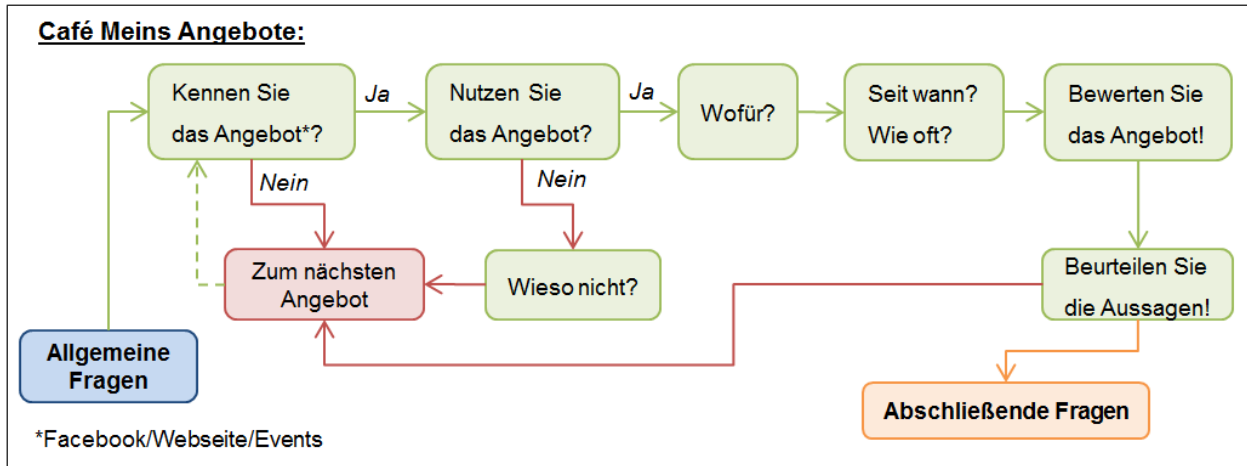 Café Meins Angebote:
Kennen Sie
das Angebot*?
Ja
Nutzen Sie
das Angebot?
Ja
Wofür?
Seit wann?
Wie oft?
Bewerten Sie
das Angebot!
Nein
Nein
Zum nächsten
Angebot
Wieso nicht?
Beurteilen Sie
die Aussagen!
Allgemeine
Fragen
Abschließende Fragen
*Facebook/Webseite/Events